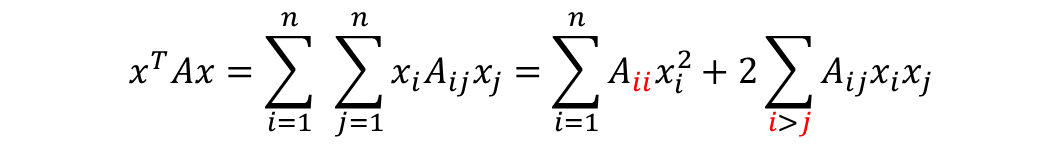 $x^T A x = \sum_{i=1}^{n} \sum_{j=1}^{n} x_i A_{ij} x_j = \sum_{i=1}^{n} A_{ii} x_i^2 + 2 \sum_{i>j} A_{ij} x_i x_j$